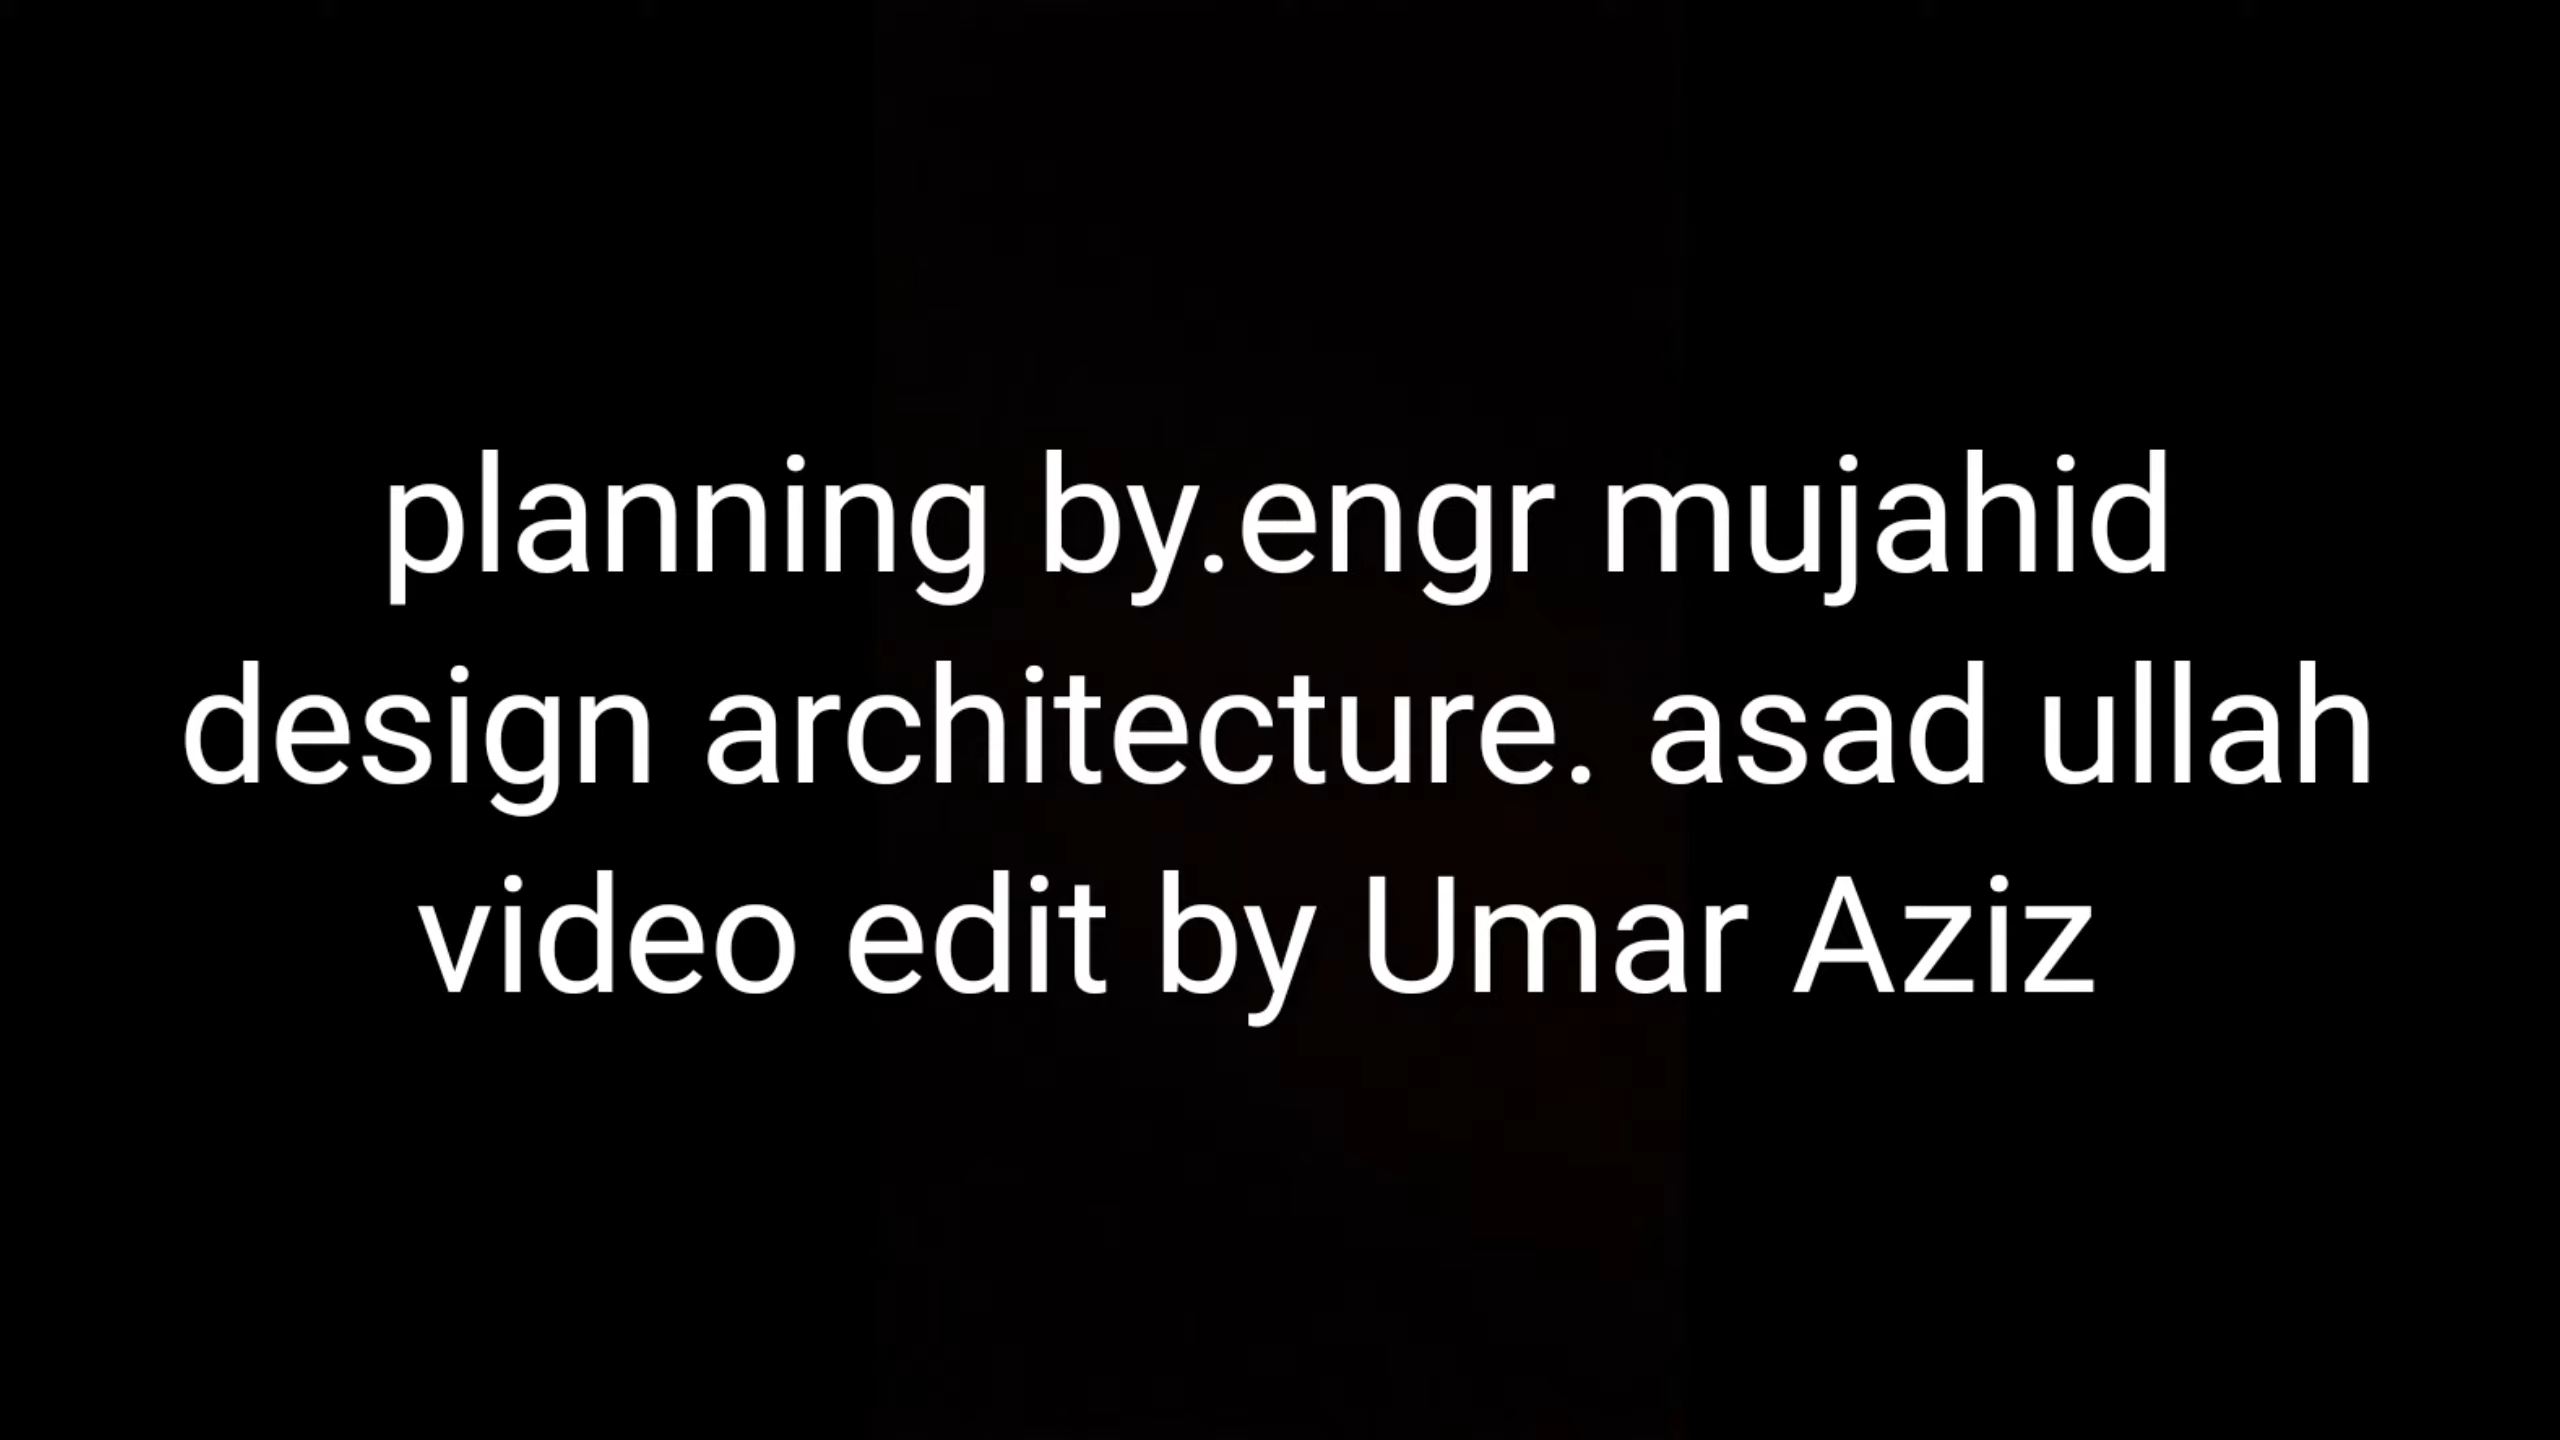 planning by.engr mujahid
design architecture. asad ullah
video edit by Umar Aziz